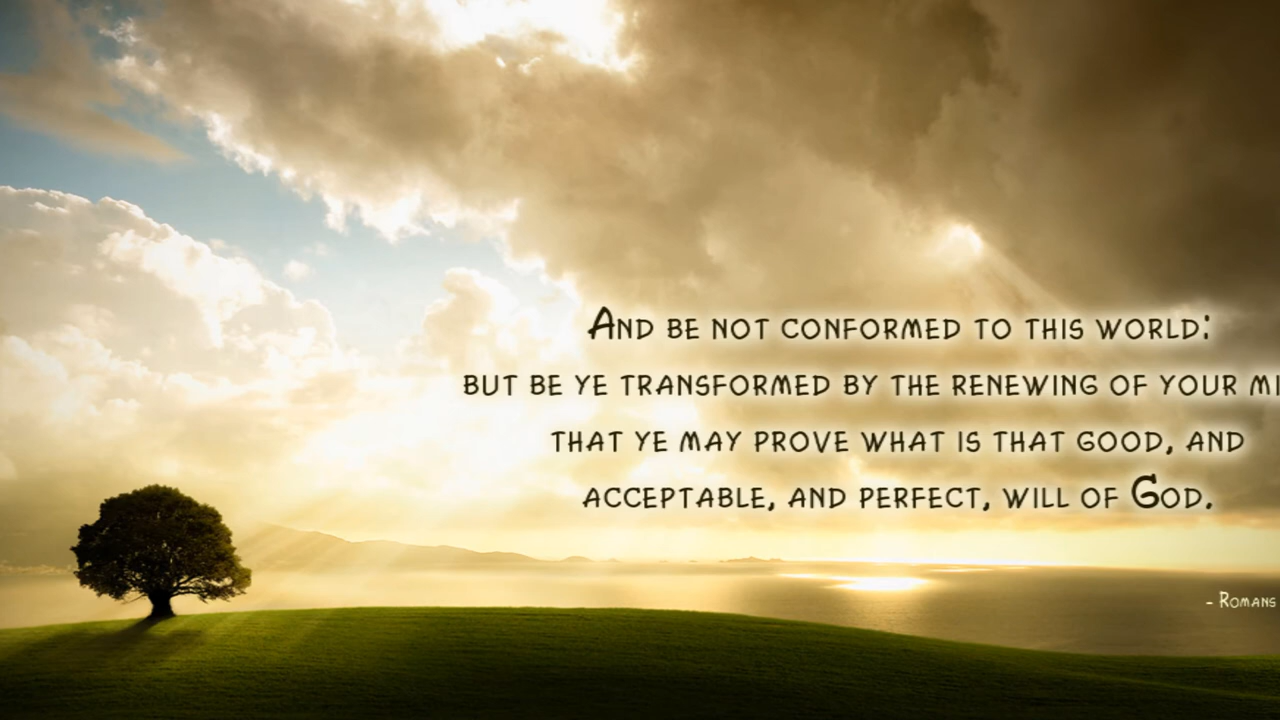 And be not conformed to this world:
but be ye transformed by the renewing of your mi
that ye may prove what is that good, and
acceptable, and perfect, will of God.
- Romans